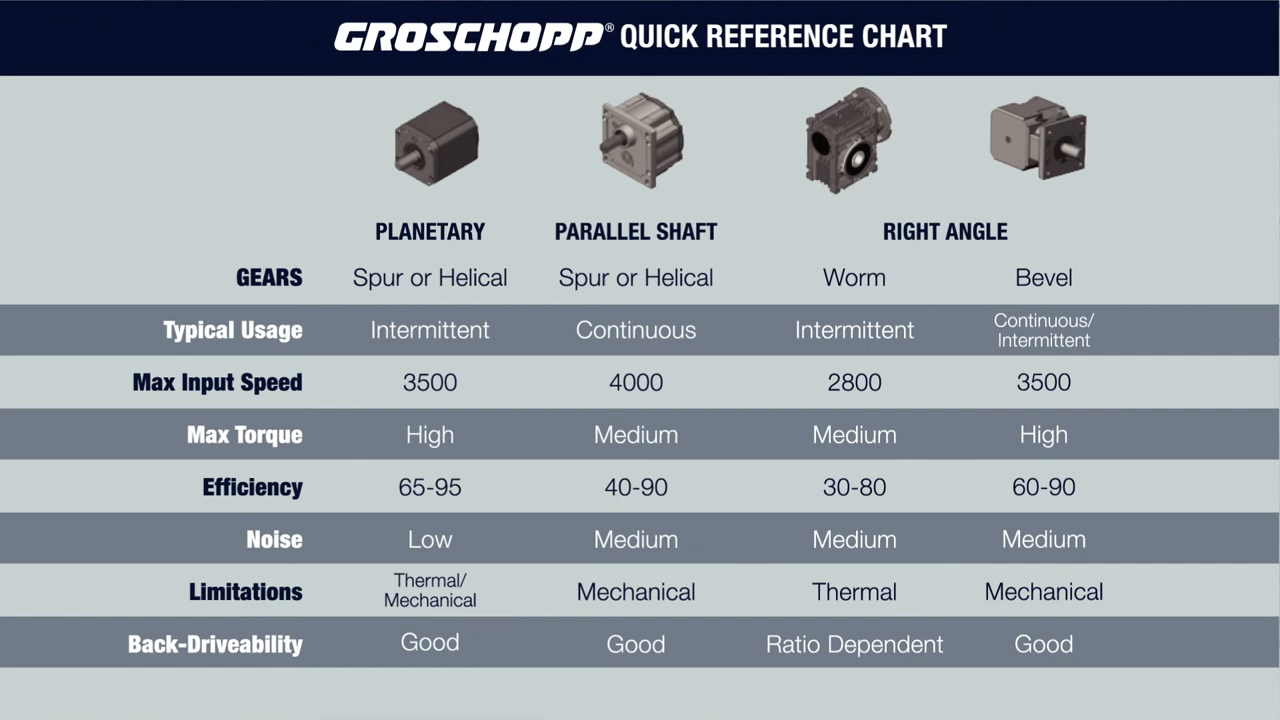 GROSCHOPP® QUICK REFERENCE CHART
PLANETARY PARALLEL SHAFT RIGHT ANGLE
GEARS Spur or Helical Spur or Helical Worm Bevel
Typical Usage Intermittent Continuous Intermittent Continuous/
Intermittent
Max Input Speed 3500 4000 2800 3500
Max Torque High Medium Medium High
Efficiency 65-95 40-90 30-80 60-90
Noise Low Medium Medium Medium
Limitations Thermal/
Mechanical Mechanical Thermal Mechanical
Back-Driveability Good Good Ratio Dependent Good